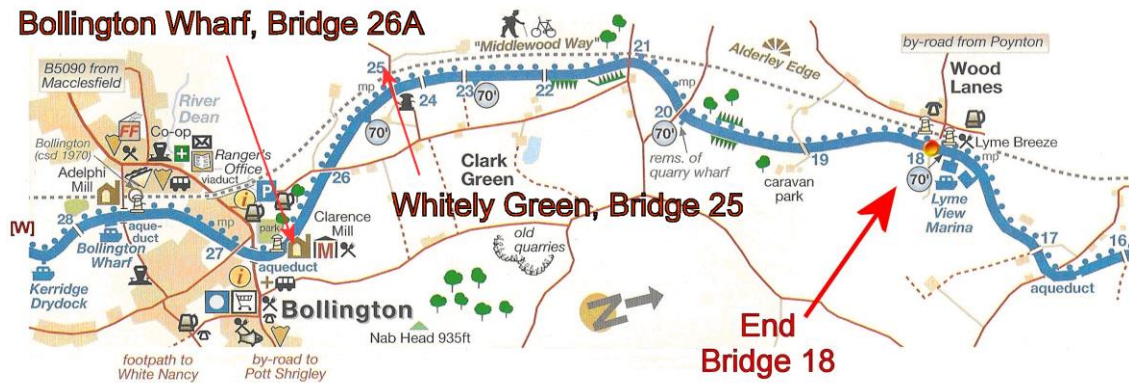 Bollington Wharf, Bridge 26A
B5090 from
Macclesfield
River
Dean
FF
Co-op
Bollington
(csd 1970)
Adelphi
Mill
Ranger's
Office
viaduct
i
P
park
26
Clarence
Mill
M
[W]
28
aque-
duct
Bollington
Wharf
mp
27
aqueduct
Kerridge
Drydock
i
Bollington
footpath to
White Nancy
by-road to
Pott Shrigley
25
mp
24
70'
23
70'
"Middlewood Way"
22
mp
21
Clark
Green
Whitely Green, Bridge 25
old
quarries
Nab Head 935ft
N
20
70'
rems. of
quarry wharf
Alderley Edge
19
caravan
park
by-road from Poynton
Wood
Lanes
Lyme Breeze
18
mp
70'
Lyme
View
Marina
17
16
aqueduct
End
Bridge 18